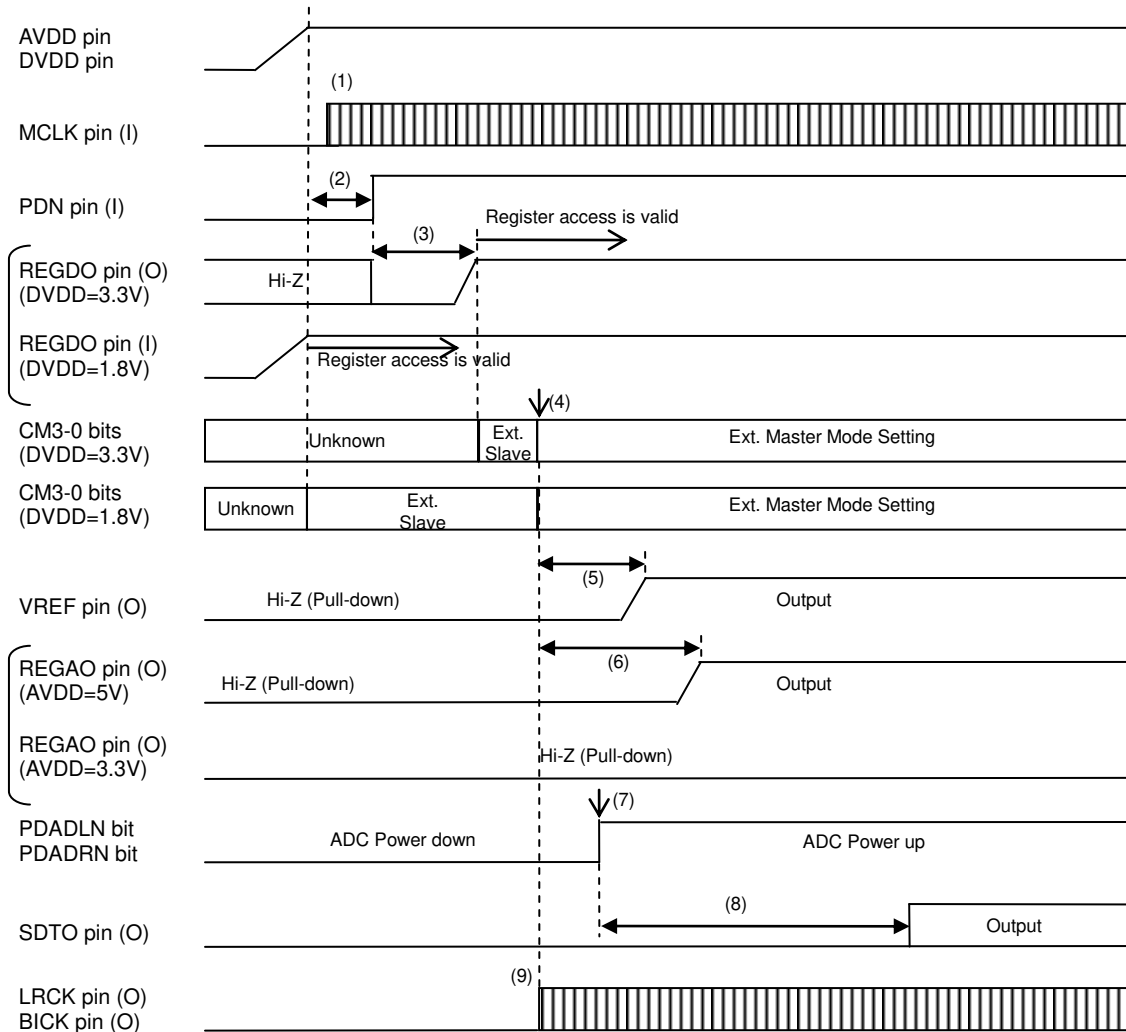 AVDD pin
DVDD pin
(1)
MCLK pin (I)
(2)
PDN pin (I)
Register access is valid
(3)
REGDO pin (O)
(DVDD=3.3V)
Hi-Z
REGDO pin (I)
(DVDD=1.8V)
Register access is valid
(4)
CM3-0 bits
(DVDD=3.3V)
Unknown
Ext.
Slave
Ext. Master Mode Setting
CM3-0 bits
(DVDD=1.8V)
Unknown
Ext.
Slave
Ext. Master Mode Setting
(5)
VREF pin (O)
Hi-Z (Pull-down)
Output
(6)
REGAO pin (O)
(AVDD=5V)
Hi-Z (Pull-down)
Output
REGAO pin (O)
(AVDD=3.3V)
Hi-Z (Pull-down)
(7)
PDADLN bit
PDADRN bit
ADC Power down
ADC Power up
(8)
SDTO pin (O)
Output
(9)
LRCK pin (O)
BICK pin (O)